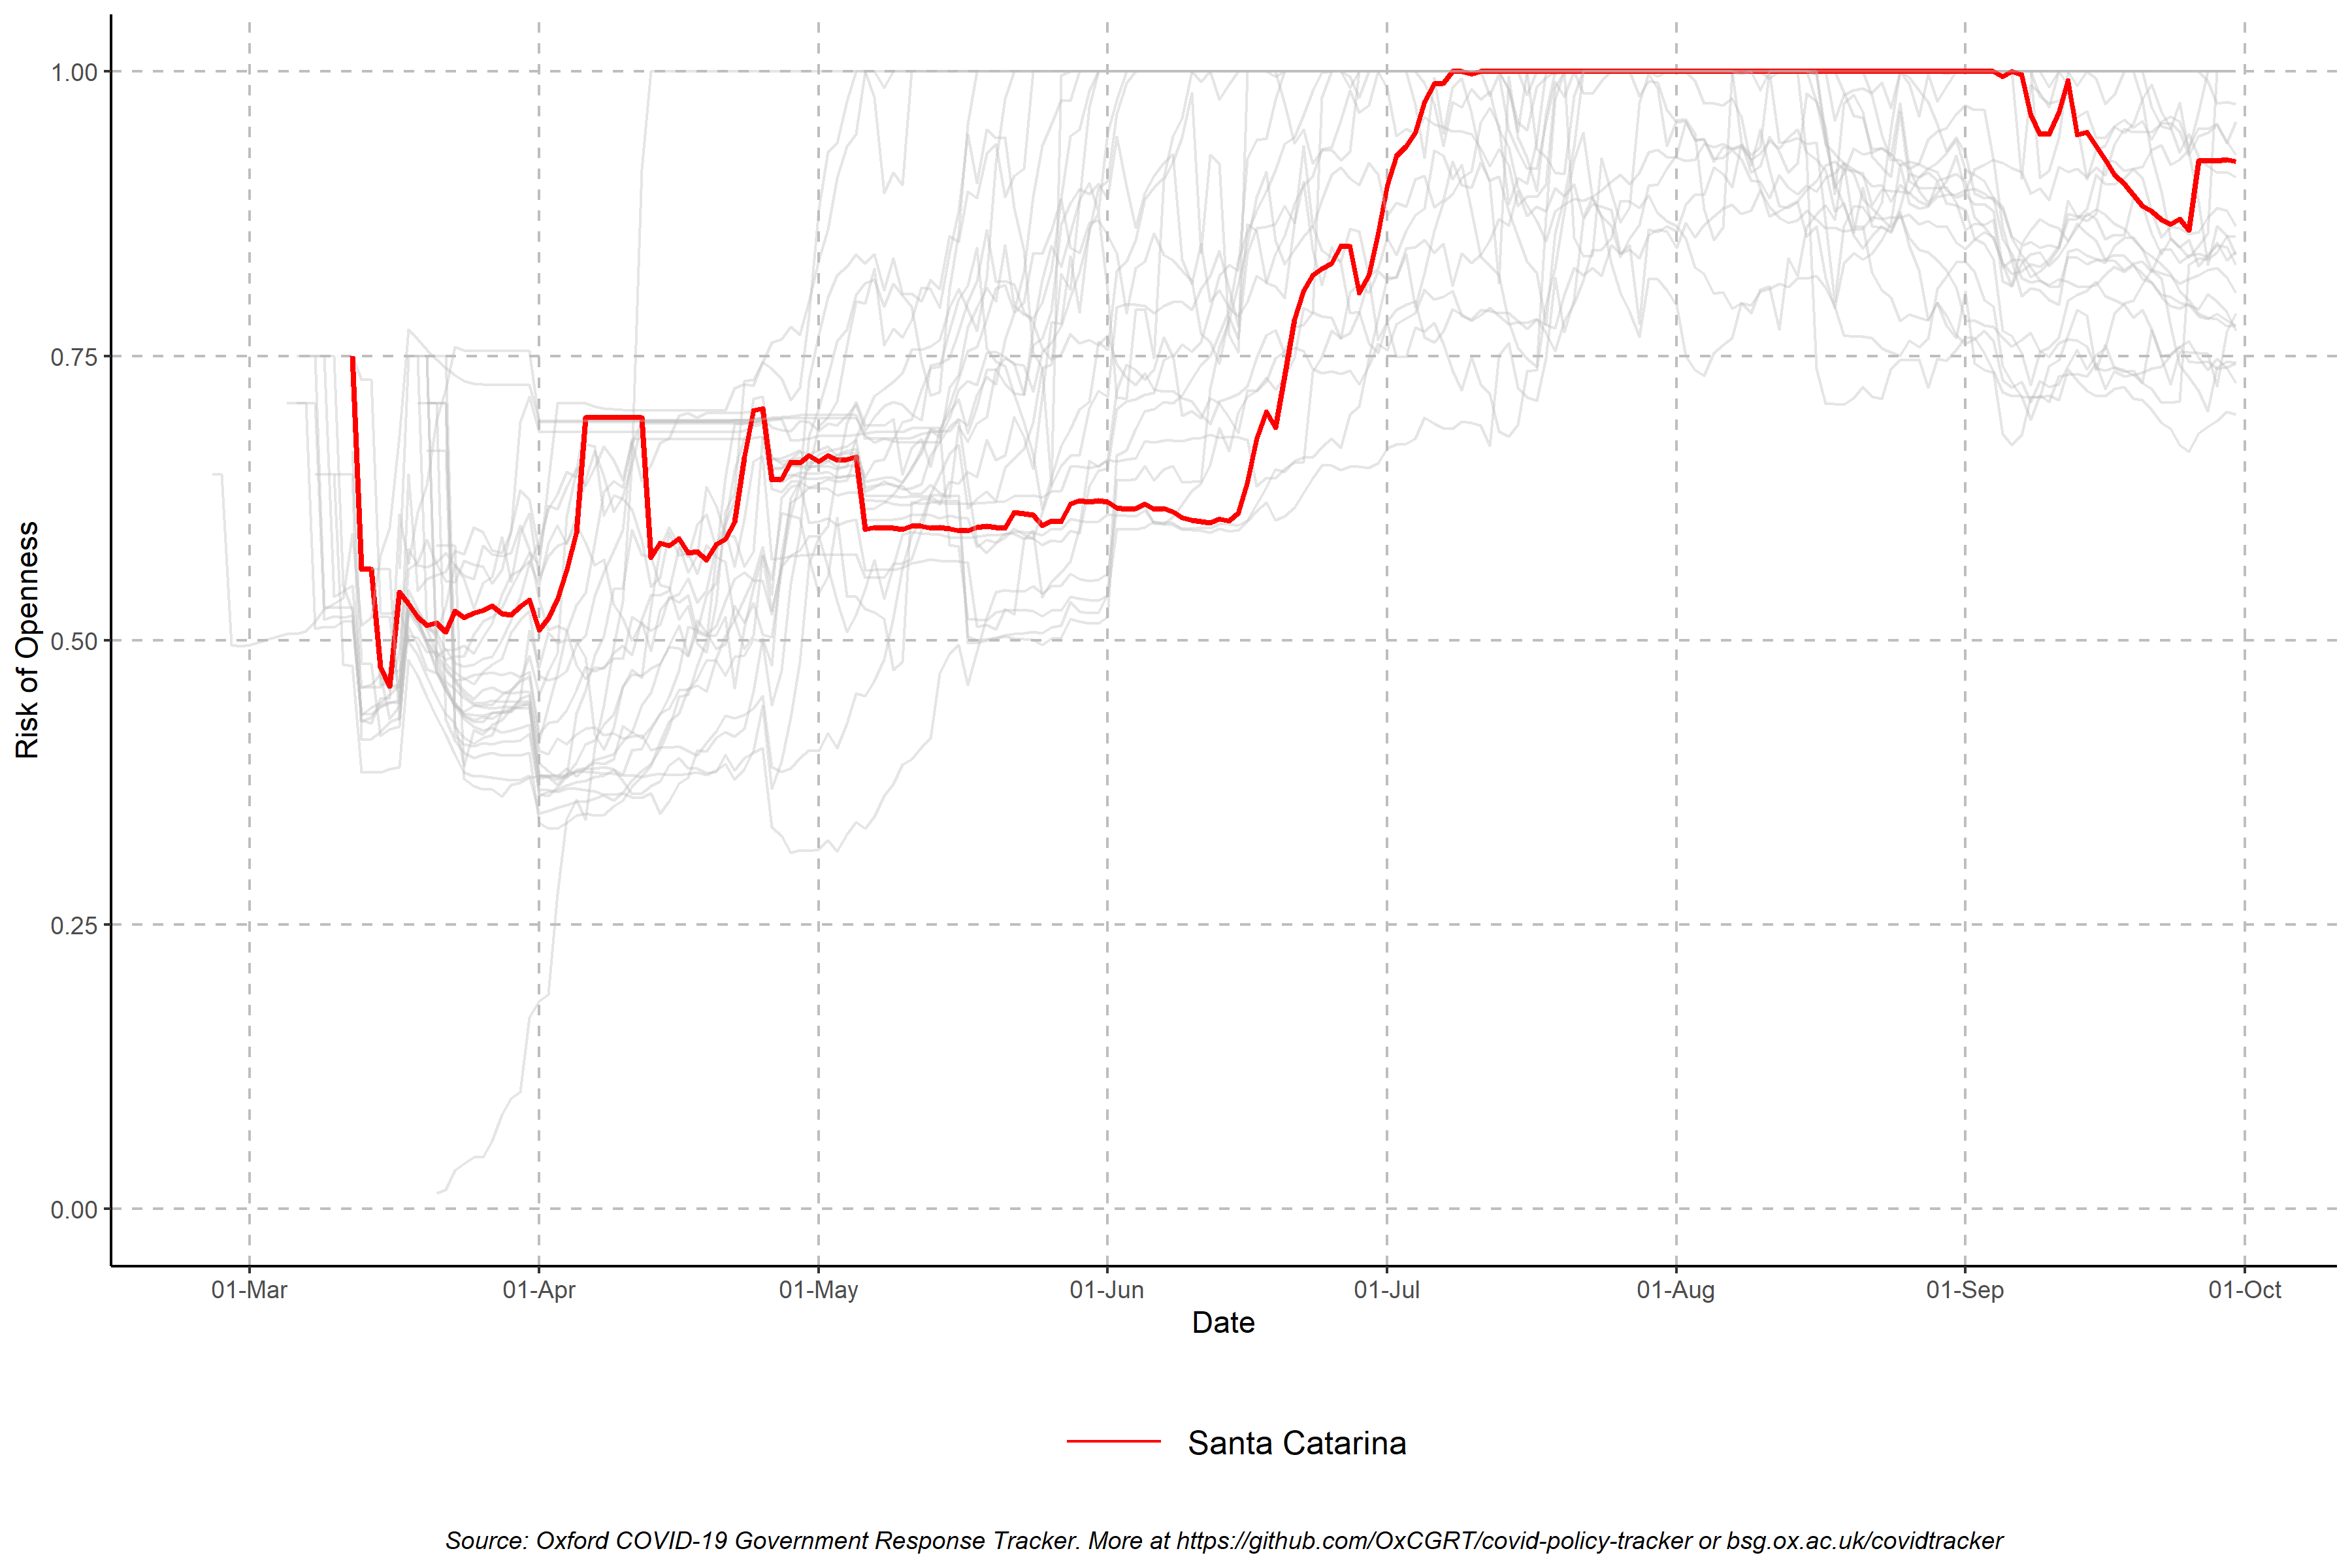 1.00
0.75
0.50
0.25
0.00
Risk of Openness
01-Mar 01-Apr 01-May 01-Jun 01-Jul 01-Aug 01-Sep 01-Oct
Date
Santa Catarina
Source: Oxford COVID-19 Government Response Tracker. More at https://github.com/OxCGRT/covid-policy-tracker or bsg.ox.ac.uk/covidtracker